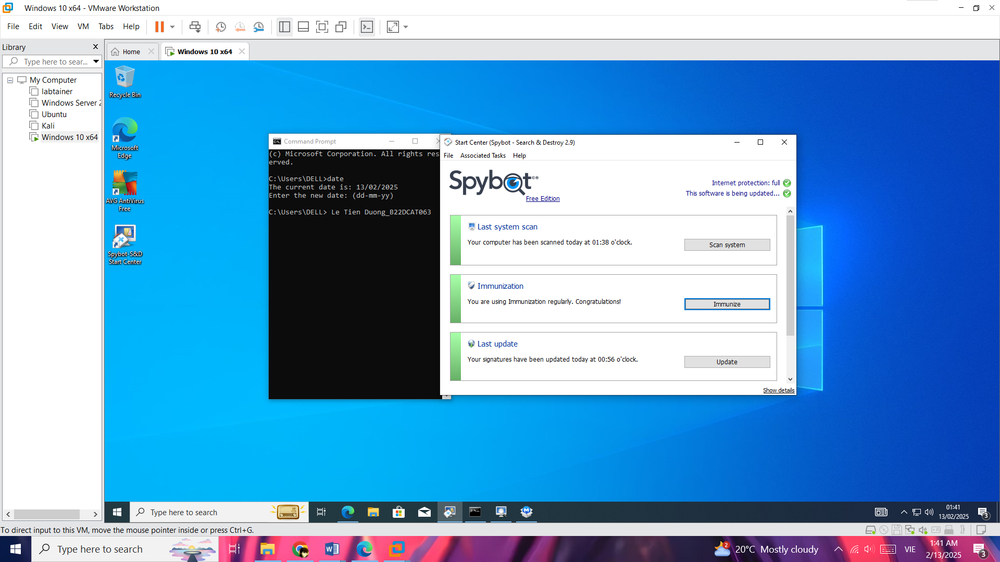 Windows 10 x64 - VMware Workstation
File Edit View VM Tabs Help
Library
Type here to sear...
My Computer
labtainer
Windows Server 2
Ubuntu
Kali
Windows 10 x64
Home
Windows 10 x64
Recycle Bin
Microsoft
Edge
AVG AntiVirus
Free
Spybot-S&D
Start Center
Command Prompt
(c) Microsoft Corporation. All rights res
erved.
C:\Users\DELL>date
The current date is: 13/02/2025
Enter the new date: (dd-mm-yy)
C:\Users\DELL> Le Tien Duong_B22DCAT063
Start Center (Spybot - Search & Destroy 2.9)
File Associated Tasks Help
Spybot©®
Free Edition
Internet protection: full
This software is being updated...
Last system scan
Your computer has been scanned today at 01:38 o'clock.
Scan system
Immunization
You are using Immunization regularly. Congratulations!
Immunize
Last update
Your signatures have been updated today at 00:56 o'clock.
Update
Show details
Type here to search
01:41
13/02/2025
3
To direct input to this VM, move the mouse pointer inside or press Ctrl+G.
Type here to search
2
20°C Mostly cloudy
VIE
1:41 AM
2/13/2025
3